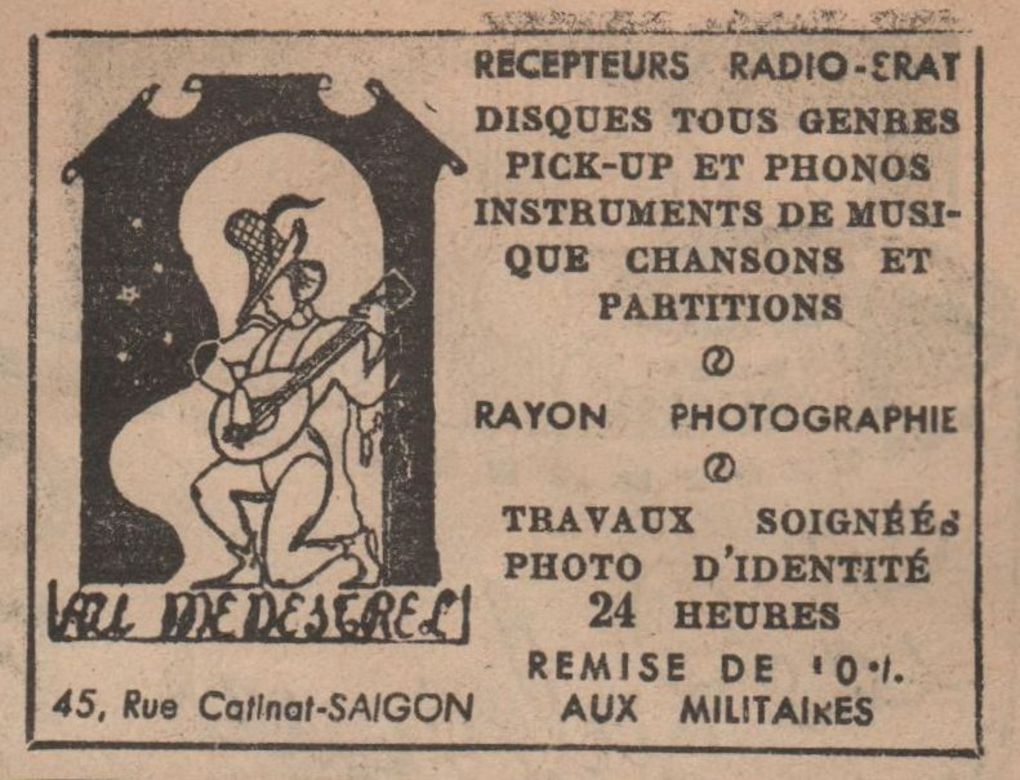 AU MENESTREL
45, Rue Catinat-SAIGON
RECEPTEURS RADIO-ERAT
DISQUES TOUS GENRES
PICK-UP ET PHONOS
INSTRUMENTS DE MUSI-
QUE CHANSONS ET
PARTITIONS
RAYON PHOTOGRAPHIE
TRAVAUX SOIGNÉÉS
PHOTO D'IDENTITÉ
24 HEURES
REMISE DE 10 %
AUX MILITAIRES